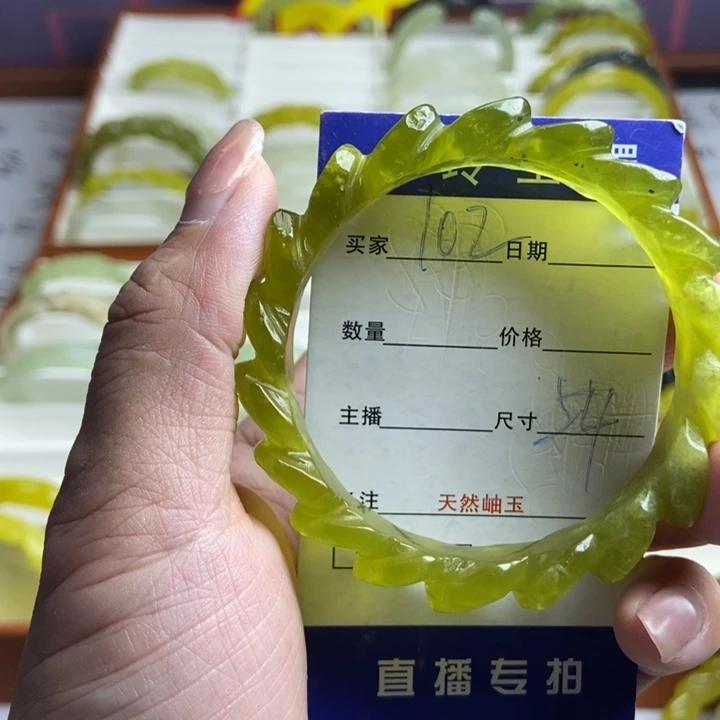 买家 102 日期
数量 价格
主播 尺寸 54
注 天然岫玉
直播专拍